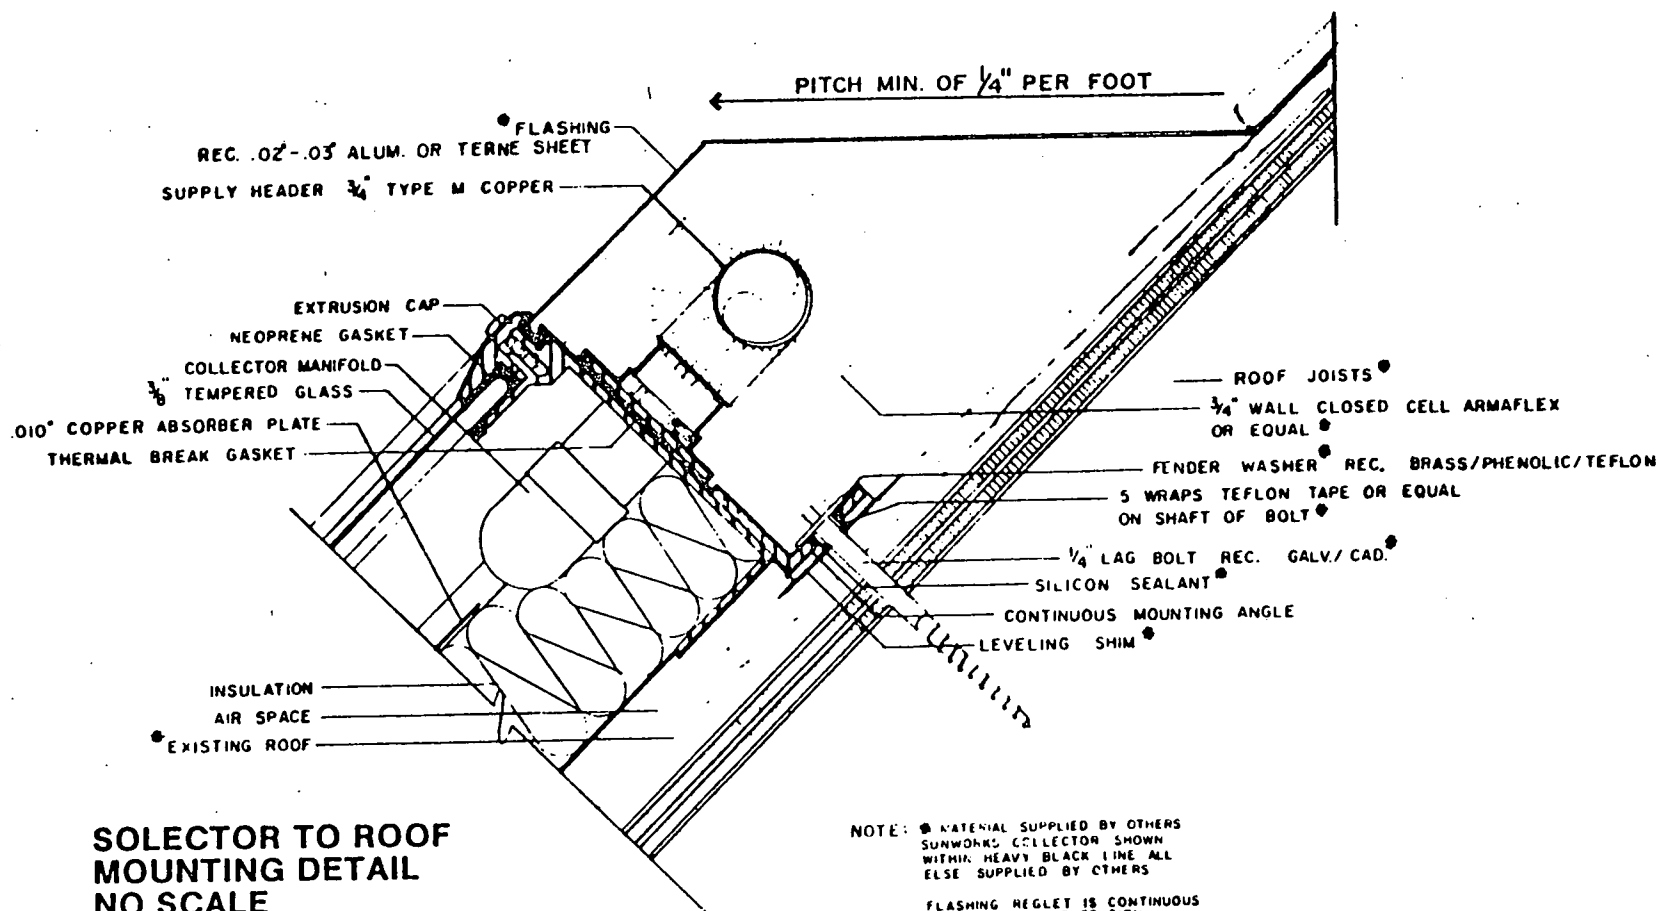 PITCH MIN. OF 1/4" PER FOOT
● FLASHING
REC. .02"-.03" ALUM. OR TERNE SHEET
SUPPLY HEADER 3/4" TYPE M COPPER
EXTRUSION CAP
NEOPRENE GASKET
COLLECTOR MANIFOLD
3/8" TEMPERED GLASS
.010" COPPER ABSORBER PLATE
THERMAL BREAK GASKET
ROOF JOISTS ●
3/4" WALL CLOSED CELL ARMAFLEX
OR EQUAL ●
FENDER WASHER ● REC. BRASS/PHENOLIC/TEFLON
5 WRAPS TEFLON TAPE OR EQUAL
ON SHAFT OF BOLT ●
1/4" LAG BOLT REC. GALV./CAD. ●
SILICON SEALANT ●
CONTINUOUS MOUNTING ANGLE
LEVELING SHIM ●
INSULATION
AIR SPACE
● EXISTING ROOF
SOLECTOR TO ROOF
MOUNTING DETAIL
NO SCALE
NOTE: ● MATERIAL SUPPLIED BY OTHERS
SUNWORKS COLLECTOR SHOWN
WITHIN HEAVY BLACK LINE ALL
ELSE SUPPLIED BY OTHERS
FLASHING REGLET IS CONTINUOUS